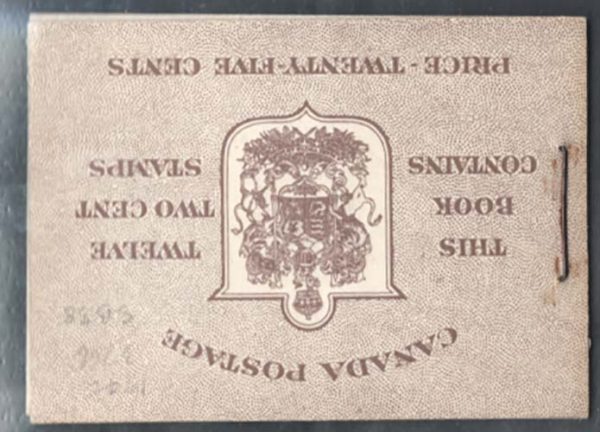 CANADA POSTAGE
THIS
BOOK
CONTAINS
TWELVE
TWO CENT
STAMPS
PRICE - TWENTY-FIVE CENTS